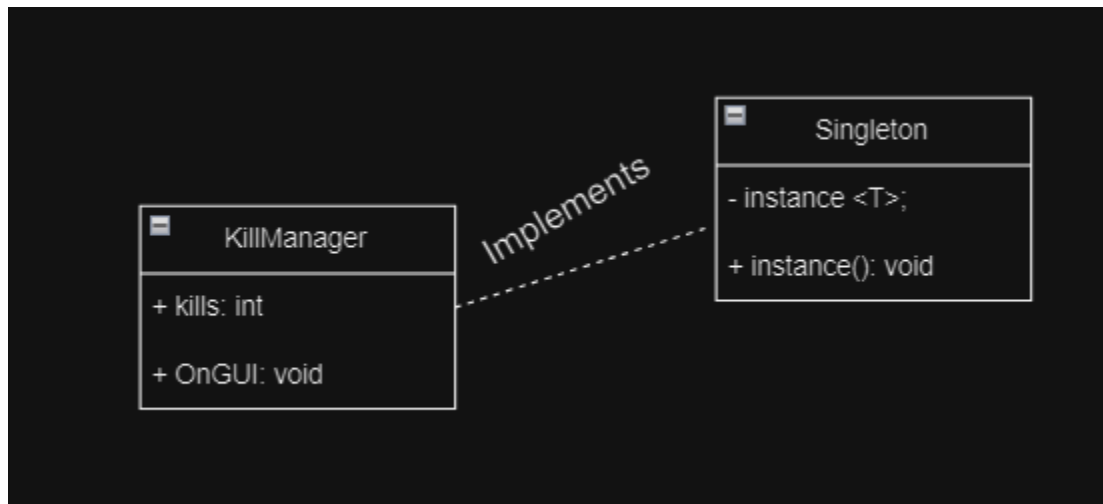 Singleton
- instance <T>;
+ instance(): void
Implements
KillManager
+ kills: int
+ OnGUI: void